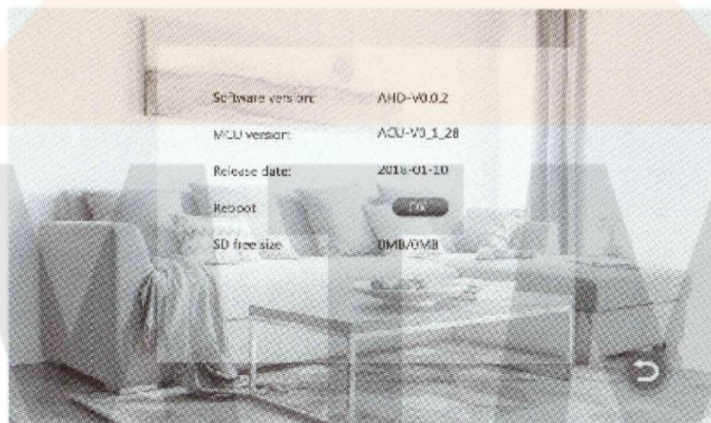 Software version: AHD-V0.0.2
MCU version: ACU-V0_1_28
Release date: 2018-01-10
Reboot OK
SD free size 0MB/0MB